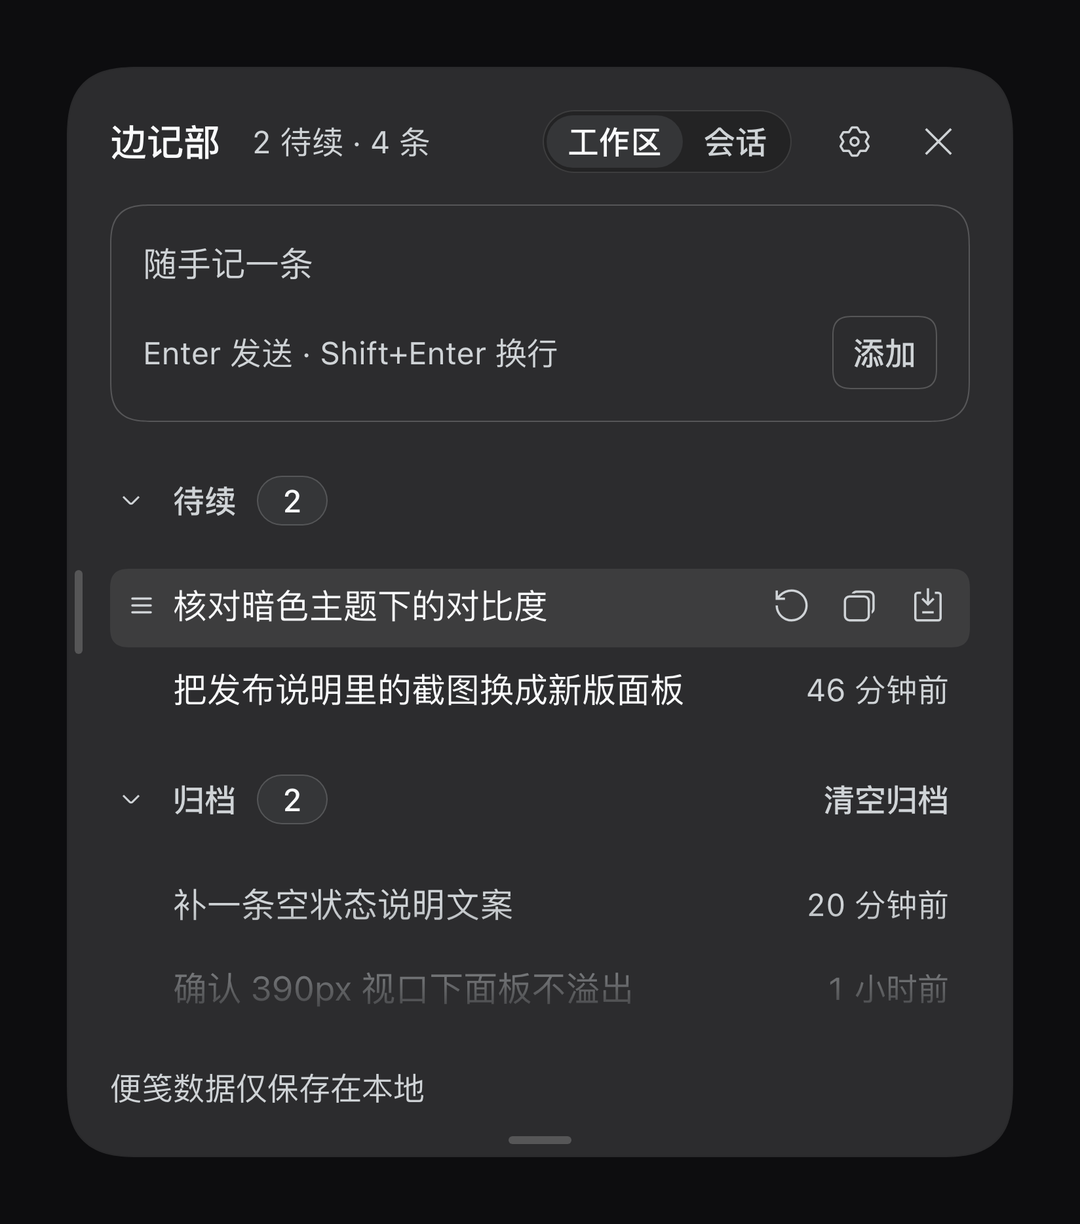 边记部 2 待续 · 4 条 工作区 会话
随手记一条
Enter 发送 · Shift+Enter 换行 添加
待续 2
核对暗色主题下的对比度
把发布说明里的截图换成新版面板 46 分钟前
归档 2 清空归档
补一条空状态说明文案 20 分钟前
确认 390px 视口下面板不溢出 1 小时前
便笺数据仅保存在本地